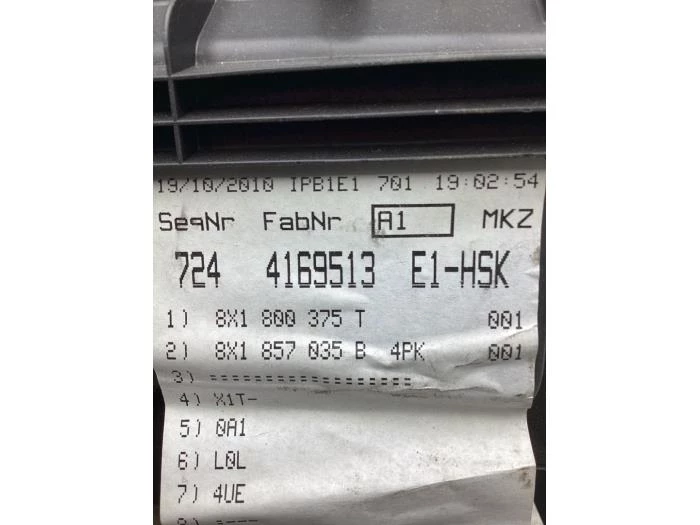 19/10/2010 IPB1E1 701 19:02:54
SeqNr FabNr A1 MKZ
724 4169513 E1-HSK
1) 8X1 800 375 T 001
2) 8X1 857 035 B 4PK 001
3) ==================
4) X1T-
5) 0A1
6) L0L
7) 4UE
8) ----